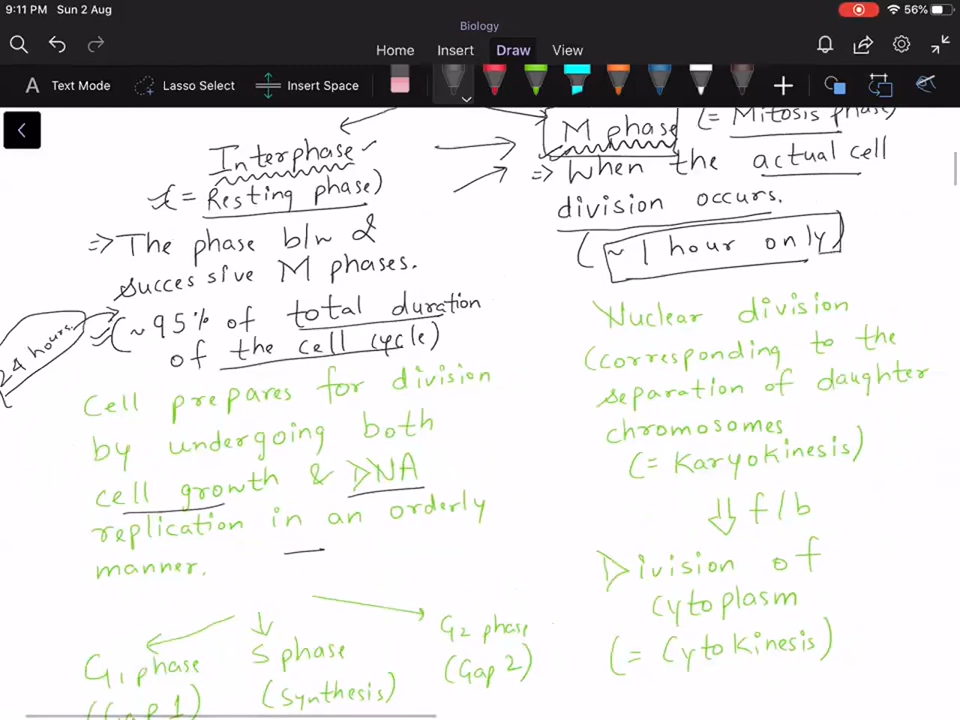 9:11 PM Sun 2 Aug
56%
Biology
Home Insert Draw View
Text Mode Lasso Select Insert Space
Interphase
(= Resting phase)
=> The phase b/w 2
successive M phases.
(~ 95% of total duration
of the cell cycle)
24 hours
Cell prepares for division
by undergoing both
cell growth & DNA
replication in an orderly
manner.
G1 phase
(Gap 1)
S phase
(Synthesis)
G2 phase
(Gap 2)
M phase (= Mitosis phase)
=> When the actual cell
division occurs.
(~ 1 hour only)
Nuclear division
(corresponding to the
separation of daughter
chromosomes
(= Karyokinesis)
f/b
Division of
cytoplasm
(= Cytokinesis)